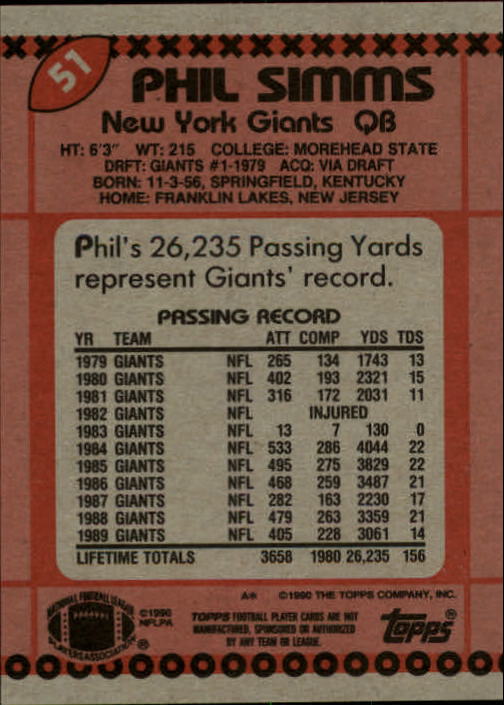 51
PHIL SIMMS
New York Giants QB
HT: 6'3" WT: 215 COLLEGE: MOREHEAD STATE
DRFT: GIANTS #1-1979 ACQ: VIA DRAFT
BORN: 11-3-56, SPRINGFIELD, KENTUCKY
HOME: FRANKLIN LAKES, NEW JERSEY
Phil's 26,235 Passing Yards
represent Giants' record.
PASSING RECORD
YR TEAM ATT COMP YDS TDS
1979 GIANTS NFL 265 134 1743 13
1980 GIANTS NFL 402 193 2321 15
1981 GIANTS NFL 316 172 2031 11
1982 GIANTS NFL INJURED
1983 GIANTS NFL 13 7 130 0
1984 GIANTS NFL 533 286 4044 22
1985 GIANTS NFL 495 275 3829 22
1986 GIANTS NFL 468 259 3487 21
1987 GIANTS NFL 282 163 2230 17
1988 GIANTS NFL 479 263 3359 21
1989 GIANTS NFL 405 228 3061 14
LIFETIME TOTALS 3658 1980 26,235 156
A* ©1990 THE TOPPS COMPANY, INC.
NATIONAL FOOTBALL LEAGUE
PLAYERS ASSOCIATION
®
©1990
NFLPA
TOPPS FOOTBALL PLAYER CARDS ARE NOT
MANUFACTURED, SPONSORED OR AUTHORIZED
BY ANY TEAM OR LEAGUE.
topps®